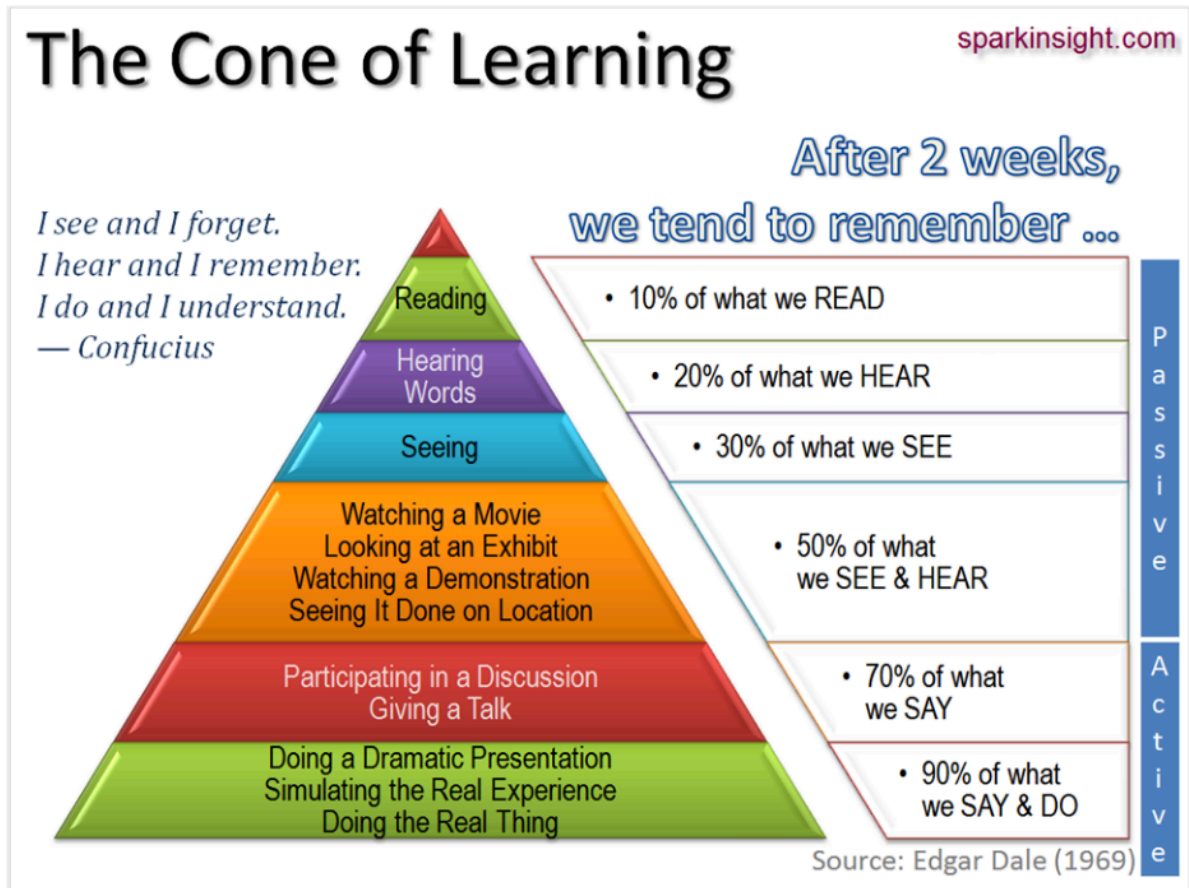 The Cone of Learning
sparkinsight.com
After 2 weeks,
we tend to remember ...
I see and I forget.
I hear and I remember.
I do and I understand.
— Confucius
Reading
• 10% of what we READ
Hearing
Words
• 20% of what we HEAR
Seeing
• 30% of what we SEE
Watching a Movie
Looking at an Exhibit
Watching a Demonstration
Seeing It Done on Location
• 50% of what
we SEE & HEAR
Passive
Participating in a Discussion
Giving a Talk
• 70% of what
we SAY
Doing a Dramatic Presentation
Simulating the Real Experience
Doing the Real Thing
• 90% of what
we SAY & DO
Active
Source: Edgar Dale (1969)